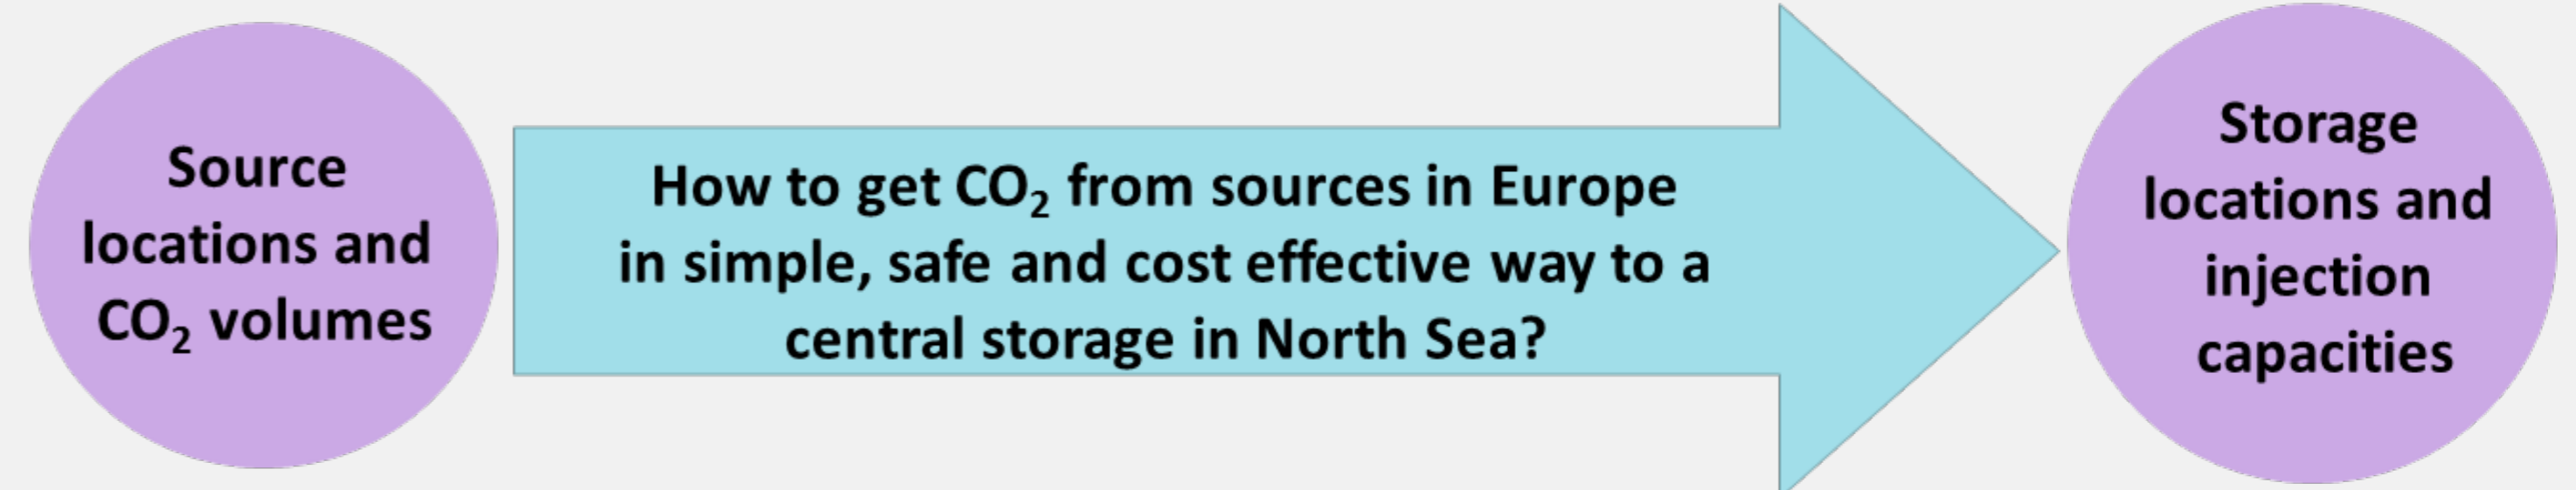 Source
locations and
CO₂ volumes
How to get CO₂ from sources in Europe
in simple, safe and cost effective way to a
central storage in North Sea?
Storage
locations and
injection
capacities